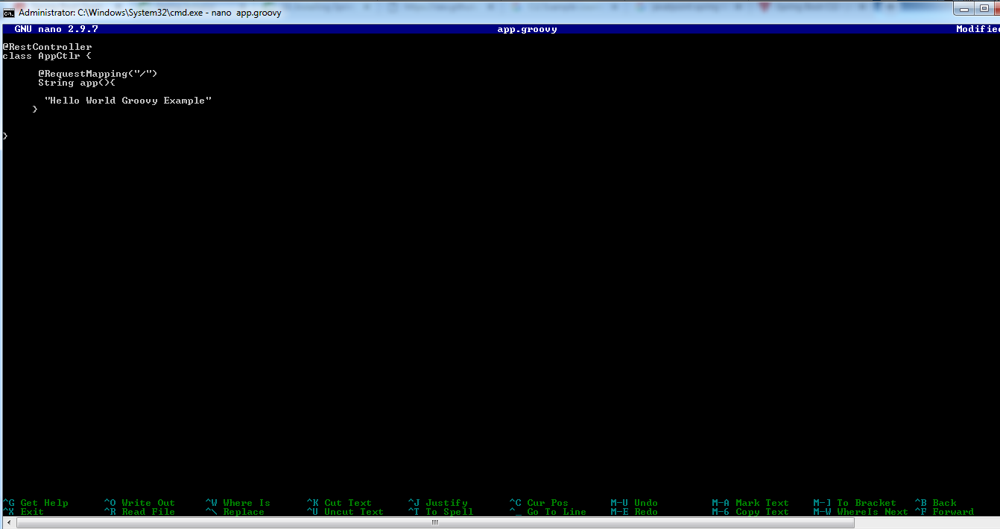 Administrator: C:\Windows\System32\cmd.exe - nano app.groovy
GNU nano 2.9.7 app.groovy Modified
@RestController
class AppCtlr {
@RequestMapping("/")
String app(){
"Hello World Groovy Example"
}
}
^G Get Help ^O Write Out ^W Where Is ^K Cut Text ^J Justify ^C Cur Pos M-U Undo M-A Mark Text M-] To Bracket ^B Back
^X Exit ^R Read File ^\ Replace ^U Uncut Text ^T To Spell ^_ Go To Line M-E Redo M-6 Copy Text M-W WhereIs Next ^F Forward